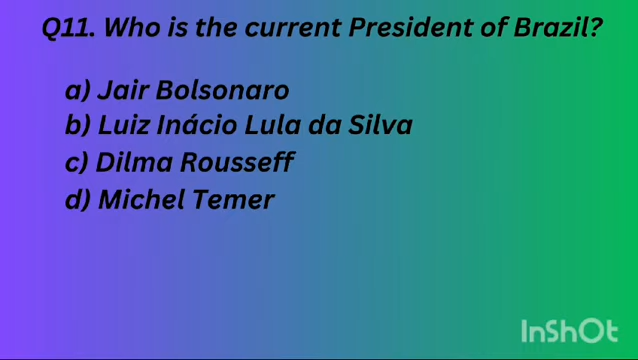 Q11. Who is the current President of Brazil?
a) Jair Bolsonaro
b) Luiz Inácio Lula da Silva
c) Dilma Rousseff
d) Michel Temer
InShOt